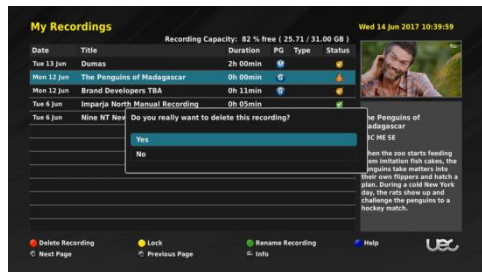 My Recordings
Wed 14 Jun 2017 10:39:59
Recording Capacity: 82 % free ( 25.71 / 31.00 GB )
Date Title Duration PG Type Status
Tue 13 Jun Dumas 2h 00min M
Mon 12 Jun The Penguins of Madagascar 0h 00min G
Mon 12 Jun Brand Developers TBA 0h 11min G
Tue 6 Jun Imparja North Manual Recording 0h 05min
Tue 6 Jun Nine NT New
Do you really want to delete this recording?
Yes
No
he Penguins of
adagascar
BC ME SE
hen the zoo starts feeding
em imitation fish cakes, the
nguins take matters into
their own flippers and hatch a
plan. During a cold New York
day, the rats show up and
challenge the penguins to a
hockey match.
Delete Recording Lock Rename Recording Help
Next Page Previous Page Info
UEC